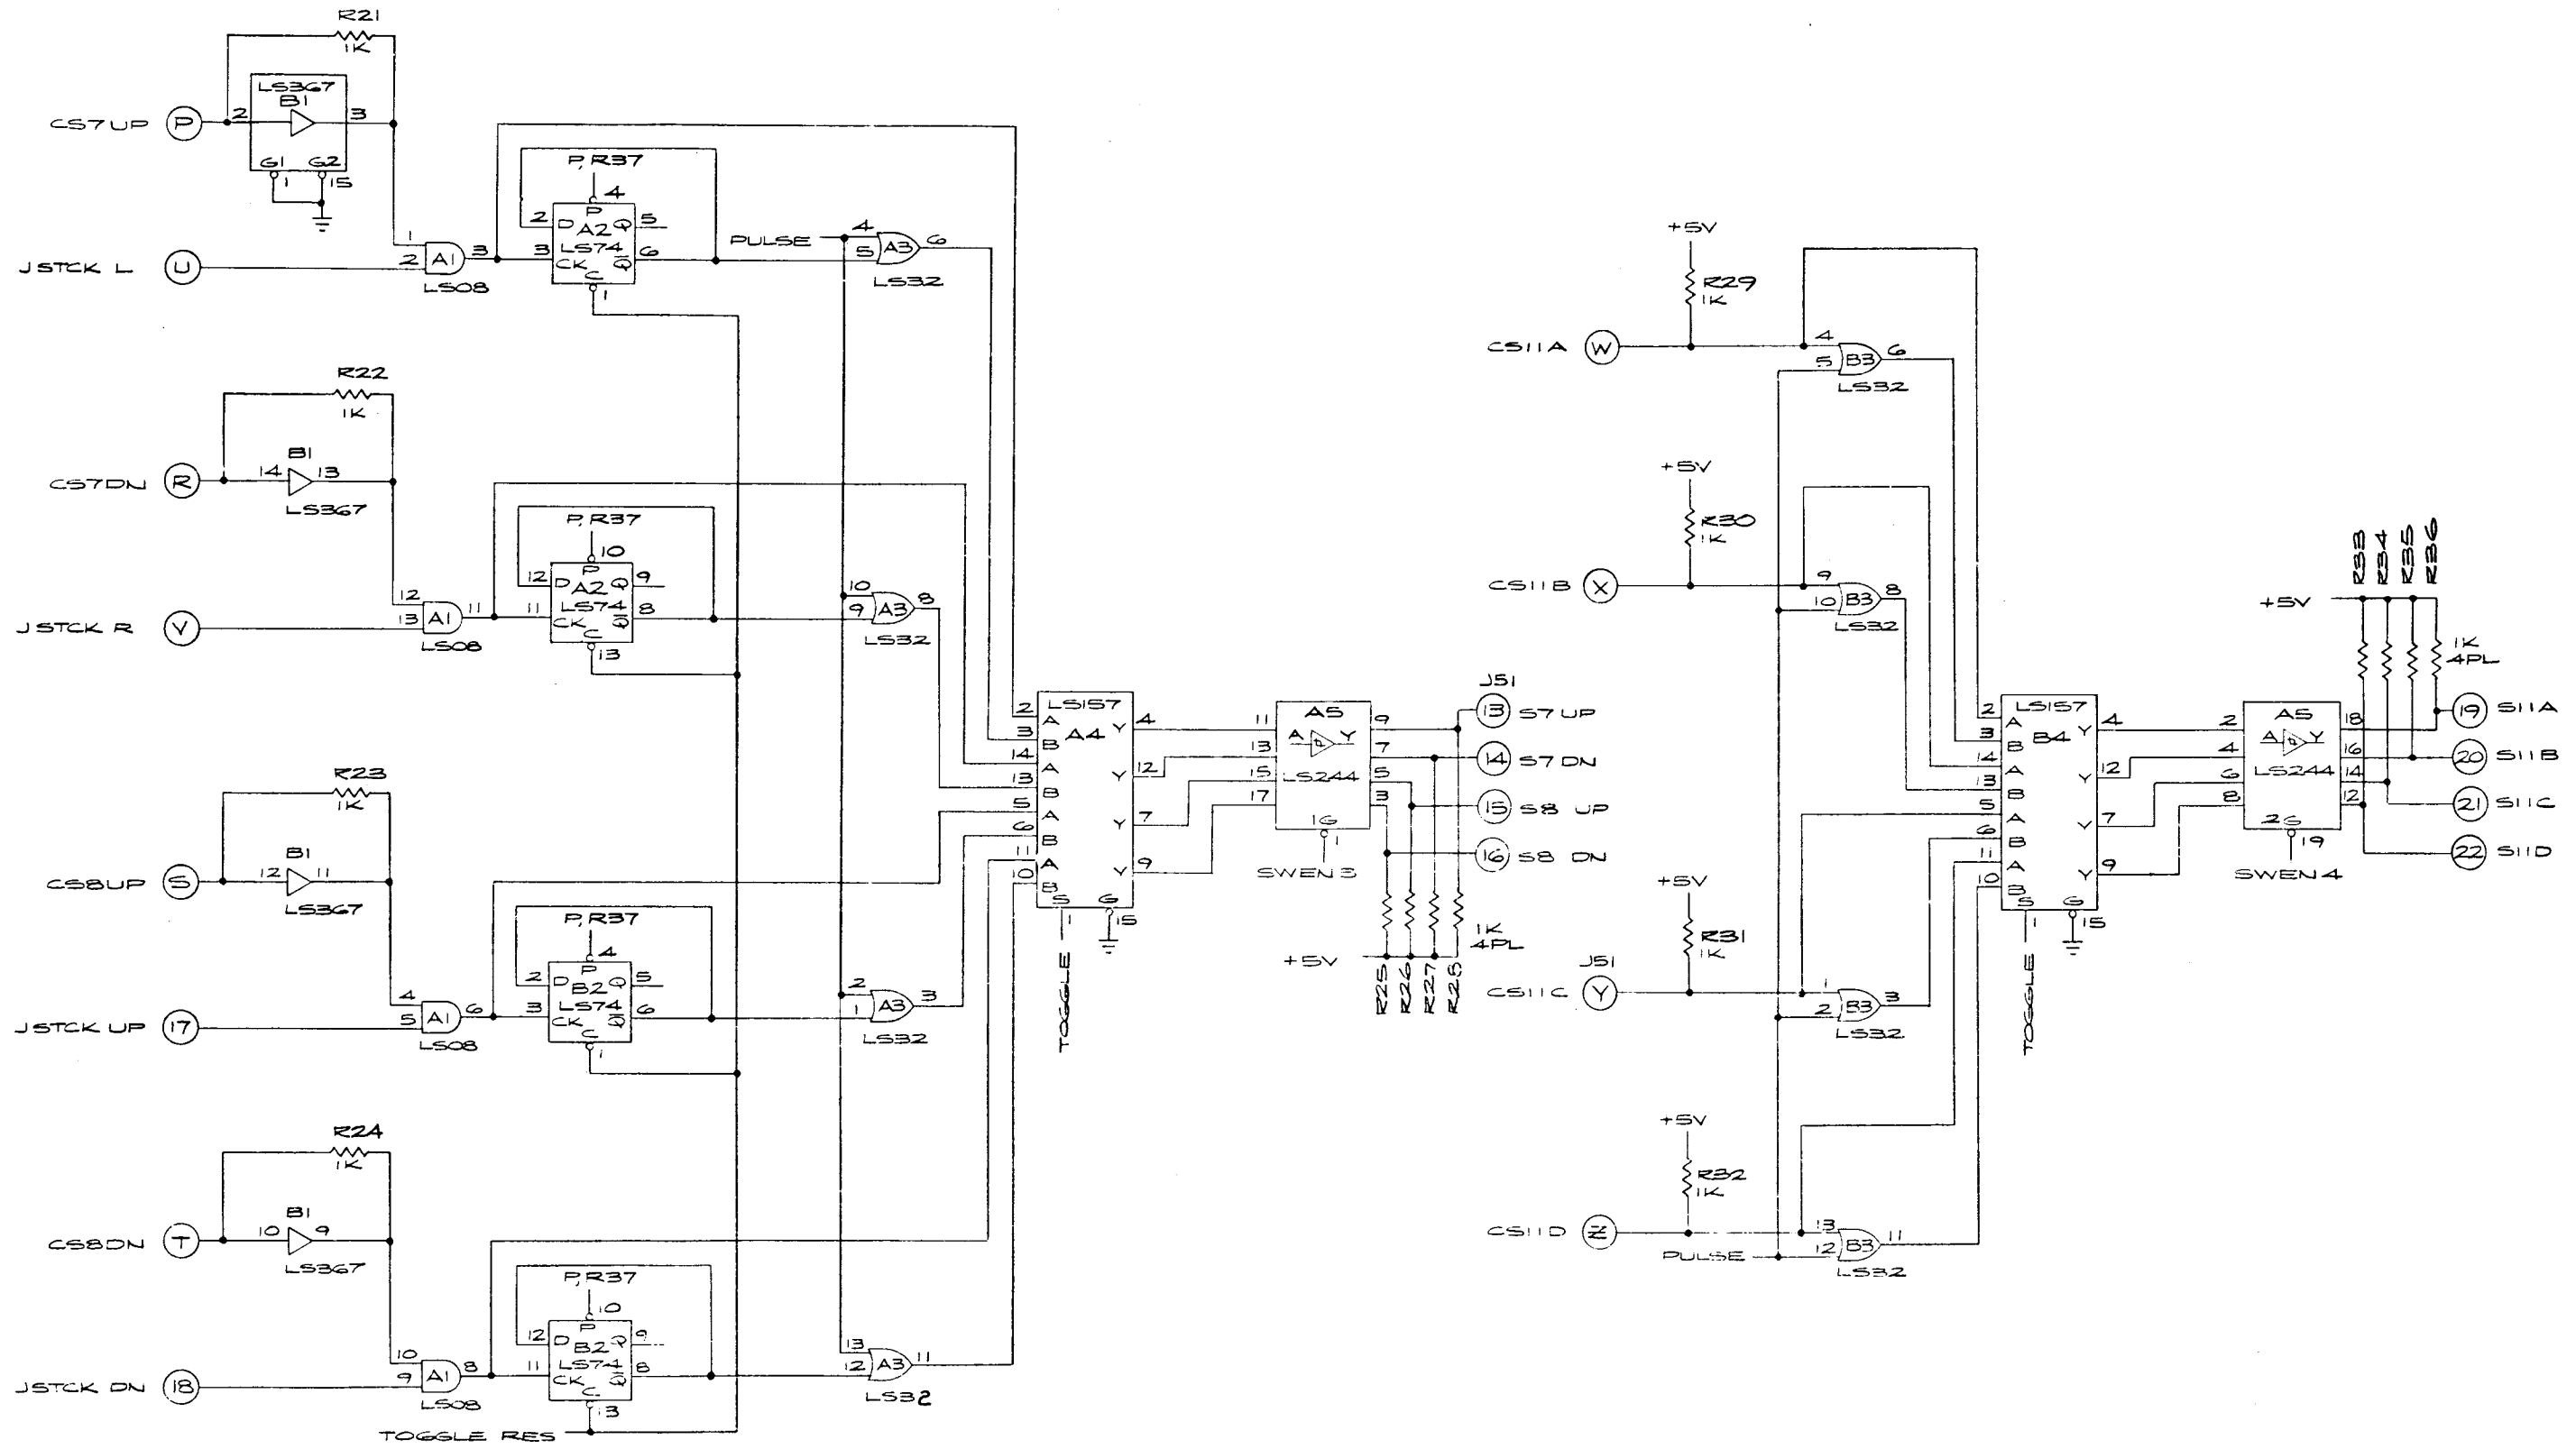 R21
1K
LS367
B1
CS7UP P 2 3
G1 G2
1 15
JSTCK L U
1
2 A1 3
LS08
P, R37
4
P
2 D A2 Q 5
LS74
3 CK Q̅ 6
C
1
PULSE
4
5 A3 6
LS32
R22
1K
B1
CS7DN R 14 13
LS367
JSTCK R V
12
13 A1 11
LS08
P, R37
10
P
12 D A2 Q 9
LS74
11 CK Q̅ 8
C
13
10
9 A3 8
LS32
R23
1K
B1
CS8UP S 12 11
LS367
JSTCK UP 17
4
5 A1 6
LS08
P, R37
4
P
2 D B2 Q 5
LS74
3 CK Q̅ 6
C
1
2
1 A3 3
LS32
R24
1K
B1
CS8DN T 10 9
LS367
JSTCK DN 18
10
9 A1 8
LS08
P, R37
10
P
12 D B2 Q 9
LS74
11 CK Q̅ 8
C
13
TOGGLE RES
13
12 A3 11
LS32
LS157
A4
2 A Y 4
3 B
14 A Y 12
13 B
5 A Y 7
6 B
11 A Y 9
10 B
S G
1 15
TOGGLE
A5
A Y
LS244
11 9
13 7
15 5
17 3
1G
1
SWEN 3
J51
13 S7 UP
14 S7 DN
15 S8 UP
16 S8 DN
1K
4PL
+5V
R25
R26
R27
R28
+5V
R29
1K
CS11A W
4
5 B3 6
LS32
+5V
R30
1K
CS11B X
9
10 B3 8
LS32
+5V
R31
1K
J51
CS11C Y
1
2 B3 3
LS32
+5V
R32
1K
CS11D Z
PULSE
13
12 B3 11
LS32
LS157
B4
2 A Y 4
3 B
14 A Y 12
13 B
5 A Y 7
6 B
11 A Y 9
10 B
S G
1 15
TOGGLE
A5
A Y
LS244
2 18
4 16
6 14
8 12
2G
19
SWEN 4
R33
R34
R35
R36
+5V
1K
4PL
19 S11A
20 S11B
21 S11C
22 S11D